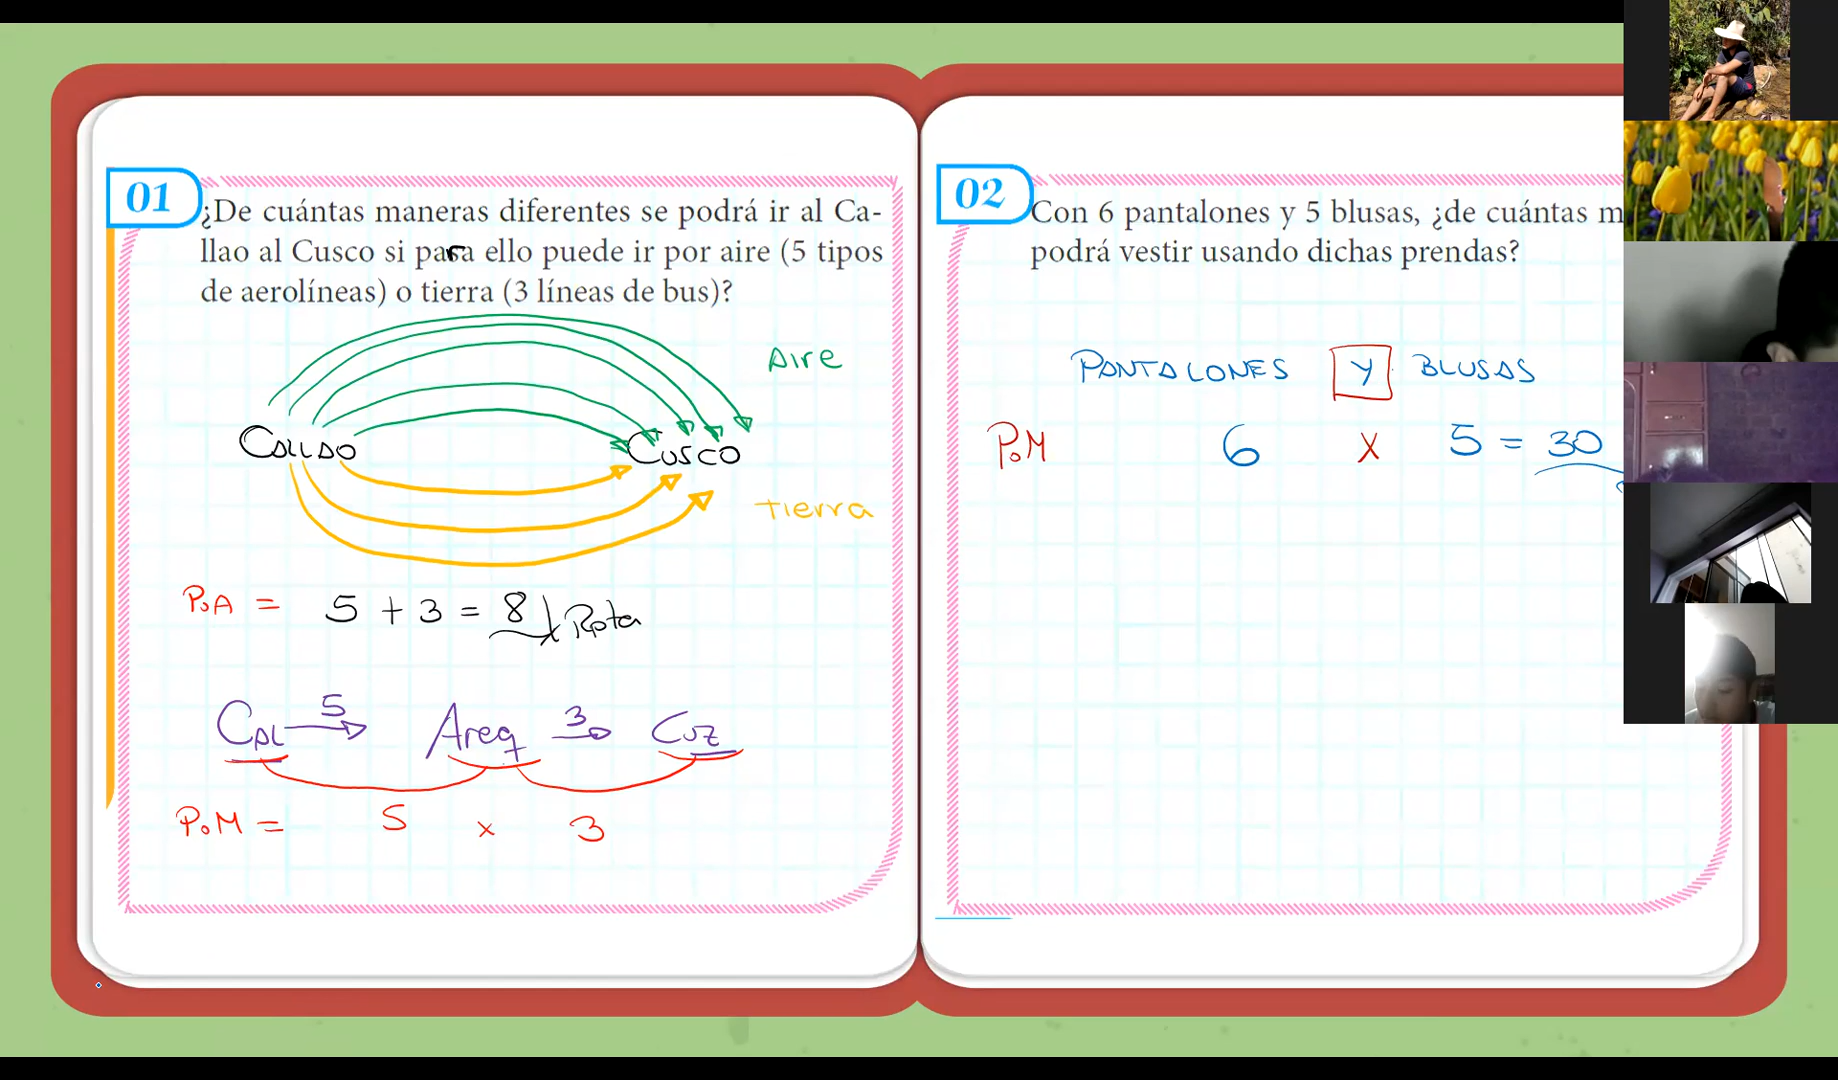 01
¿De cuántas maneras diferentes se podrá ir al Ca-
llao al Cusco si para ello puede ir por aire (5 tipos
de aerolíneas) o tierra (3 líneas de bus)?
Aire
CALLAO
CUSCO
Tierra
P.A = 5 + 3 = 8 Rpta
CAL 5 Areq 3 CUZ
P.M = 5 x 3
02
Con 6 pantalones y 5 blusas, ¿de cuántas m
podrá vestir usando dichas prendas?
PANTALONES Y BLUSAS
P.M 6 x 5 = 30